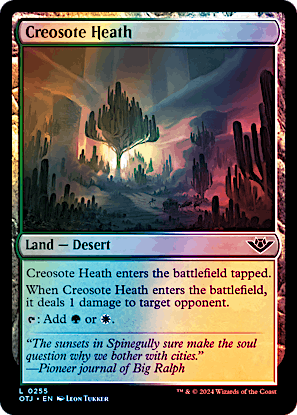 Creosote Heath
Land — Desert
Creosote Heath enters the battlefield tapped.
When Creosote Heath enters the battlefield,
it deals 1 damage to target opponent.
: Add or .
"The sunsets in Spinegully sure make the soul
question why we bother with cities."
—Pioneer journal of Big Ralph
L 0255
OTJ • EN LEON TUKKER
™ & © 2024 Wizards of the Coast